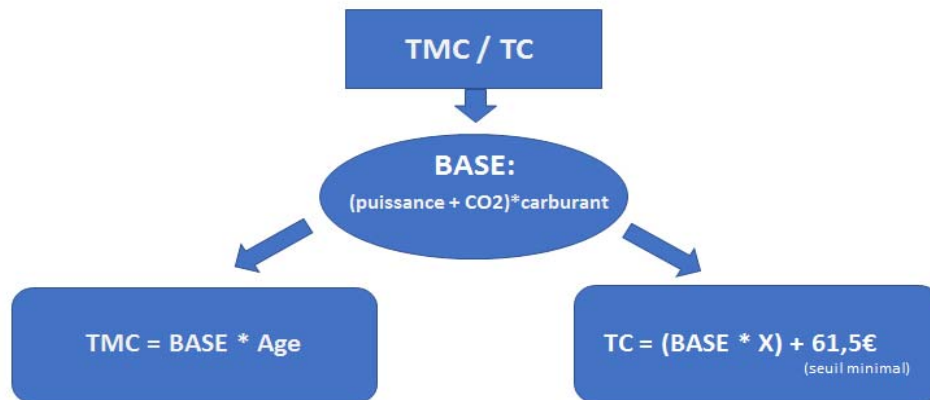 TMC / TC
BASE:
(puissance + CO2)*carburant
TMC = BASE * Age
TC = (BASE * X) + 61,5€
(seuil minimal)